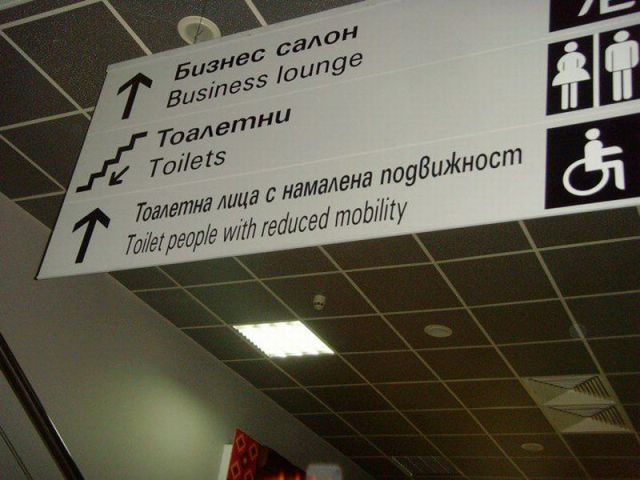 Бизнес салон
Business lounge
Тоалетни
Toilets
Тоалетна лица с намалена подвижност
Toilet people with reduced mobility